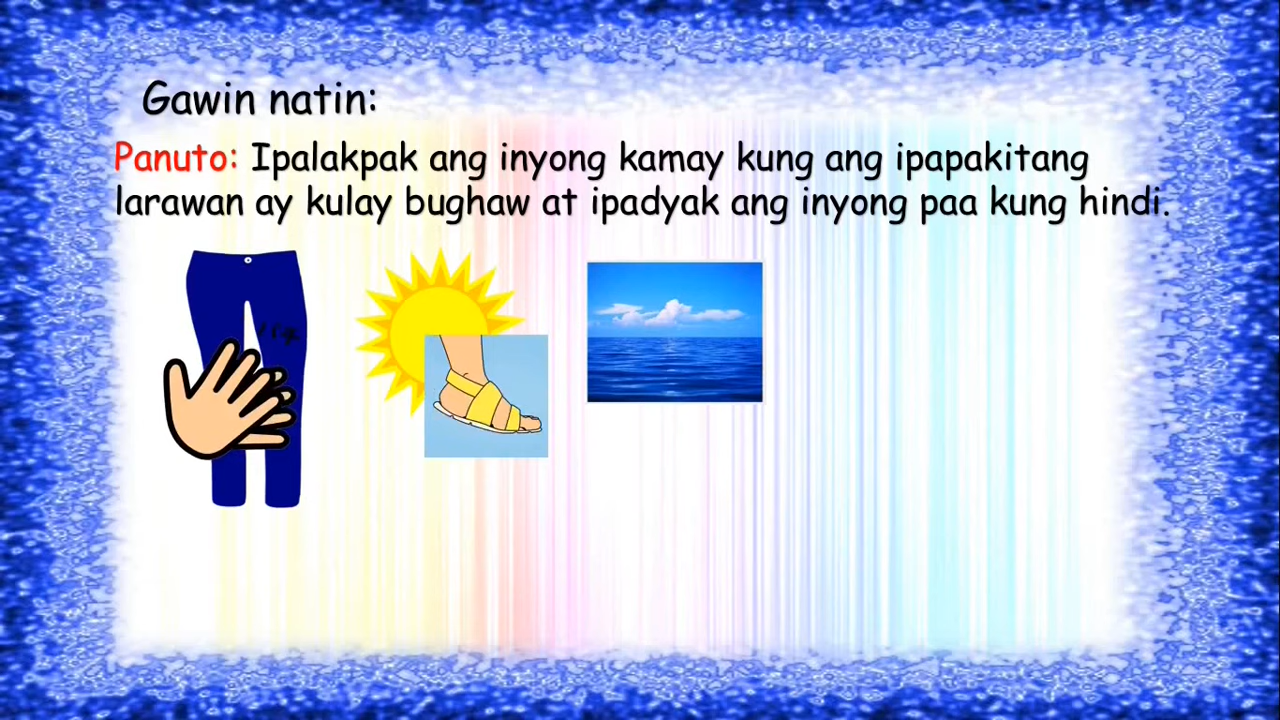 Gawin natin:
Panuto: Ipalakpak ang inyong kamay kung ang ipapakitang
larawan ay kulay bughaw at ipadyak ang inyong paa kung hindi.